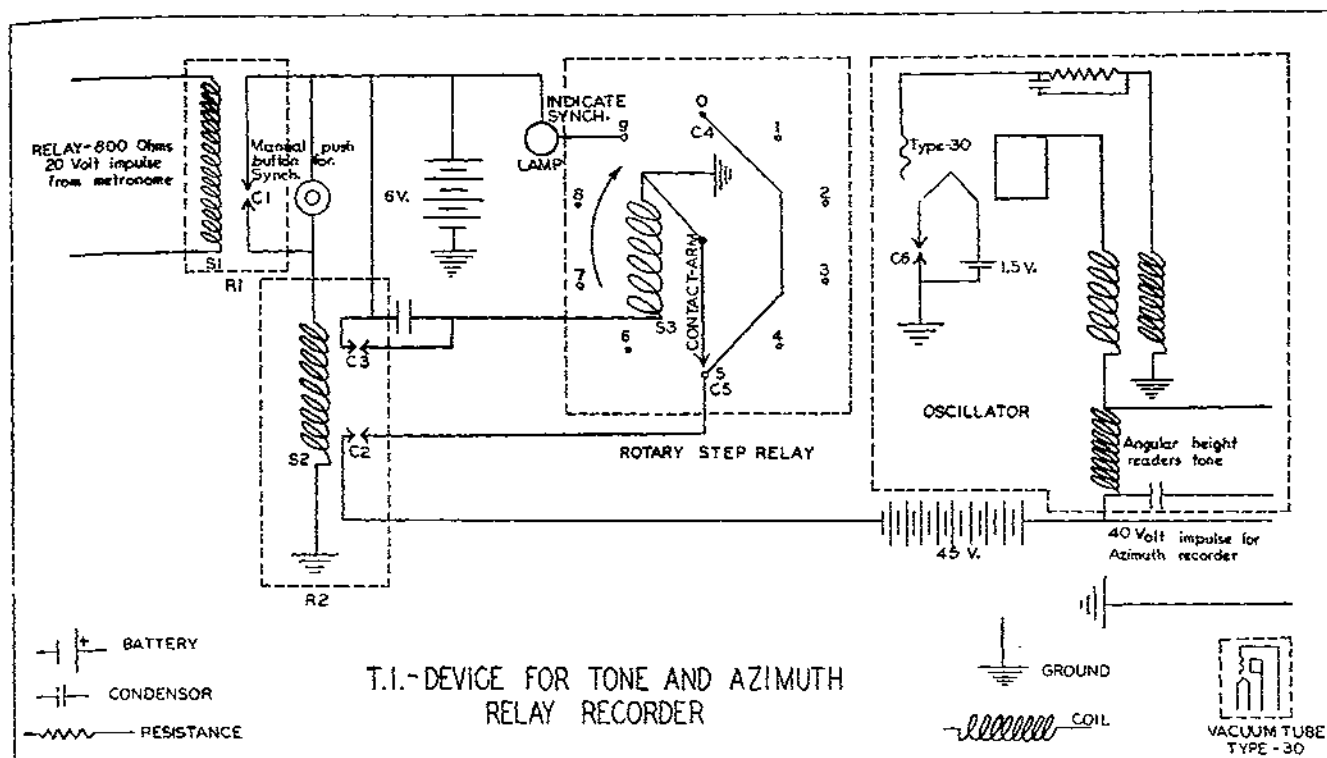 RELAY-800 Ohms
20 Volt impulse
from metronome
S1
R1
C1
Manual push
button for
Synch.
6V.
INDICATE
SYNCH.
LAMP
0
C4
1
2
3
4
5
C5
6
7
8
9
S3
CONTACT-ARM
ROTARY STEP RELAY
C3
C2
S2
R2
Type-30
C6
1.5 V.
OSCILLATOR
Angular height
readers tone
45 V.
40 Volt impulse for
Azimuth recorder
+
BATTERY
CONDENSOR
RESISTANCE
T.I.-DEVICE FOR TONE AND AZIMUTH
RELAY RECORDER
GROUND
COIL
VACUUM TUBE
TYPE-30